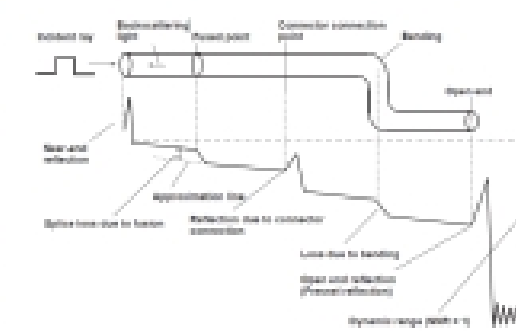 Backscattering
light
Connector connection
point
Incident ray
Fused point
Bending
Open end
Near end
reflection
Approximation line
Splice loss due to fusion
Reflection due to connector
connection
Loss due to bending
Open end reflection
(Fresnel reflection)
Dynamic range (SNR = 1)